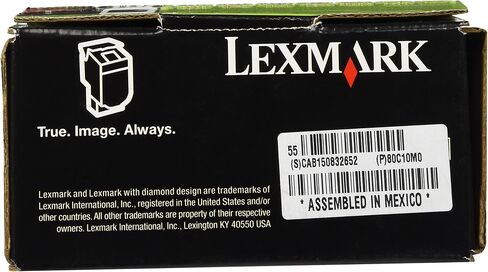 LEXMARK
True. Image. Always.
55
(S)CAB150832652 (P)80C10M0
* ASSEMBLED IN MEXICO *
Lexmark and Lexmark with diamond design are trademarks of
Lexmark International, Inc., registered in the United States and/or
other countries. All other trademarks are property of their respective
owners. Lexmark International, Inc., Lexington KY 40550 USA